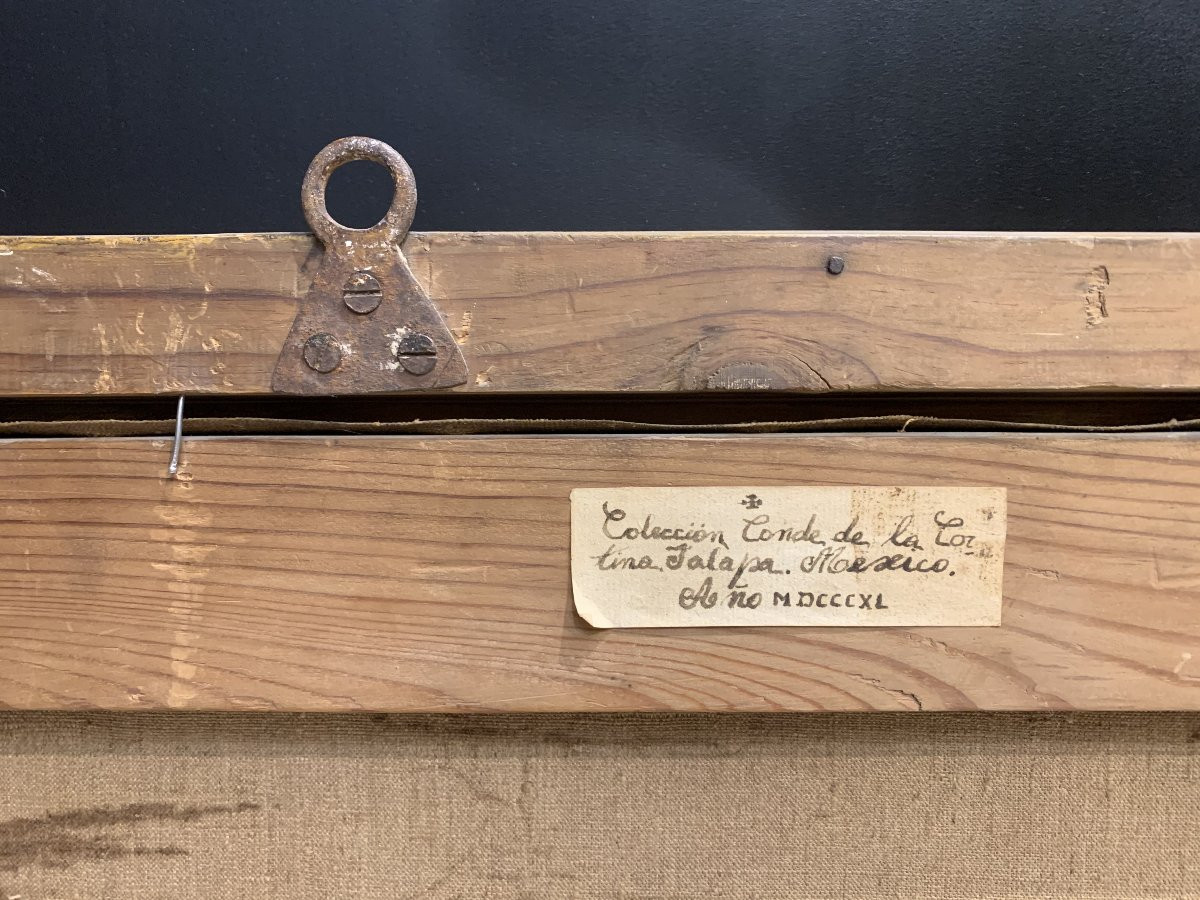 ✠
Colección Conde de la Cor-
tina. Jalapa. Mexico.
Año MDCCCXL